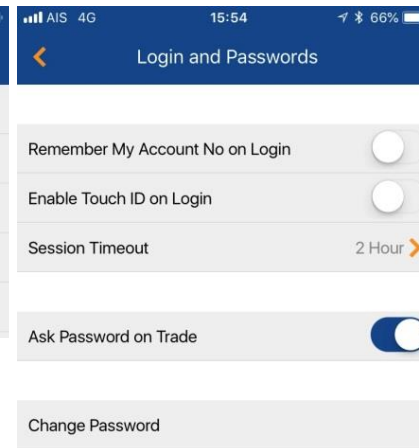 AIS 4G 15:54 66%
Login and Passwords
Remember My Account No on Login
Enable Touch ID on Login
Session Timeout 2 Hour
Ask Password on Trade
Change Password